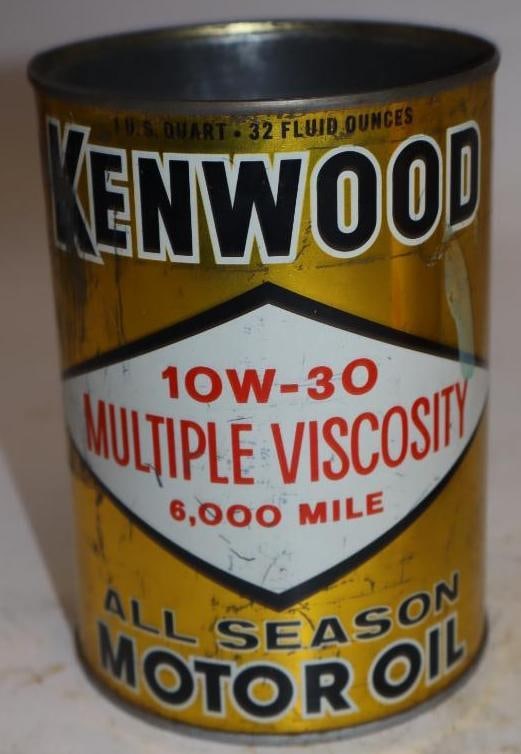 1 U.S. QUART • 32 FLUID OUNCES
KENWOOD
10W-30
MULTIPLE VISCOSITY
6,000 MILE
ALL SEASON
MOTOR OIL